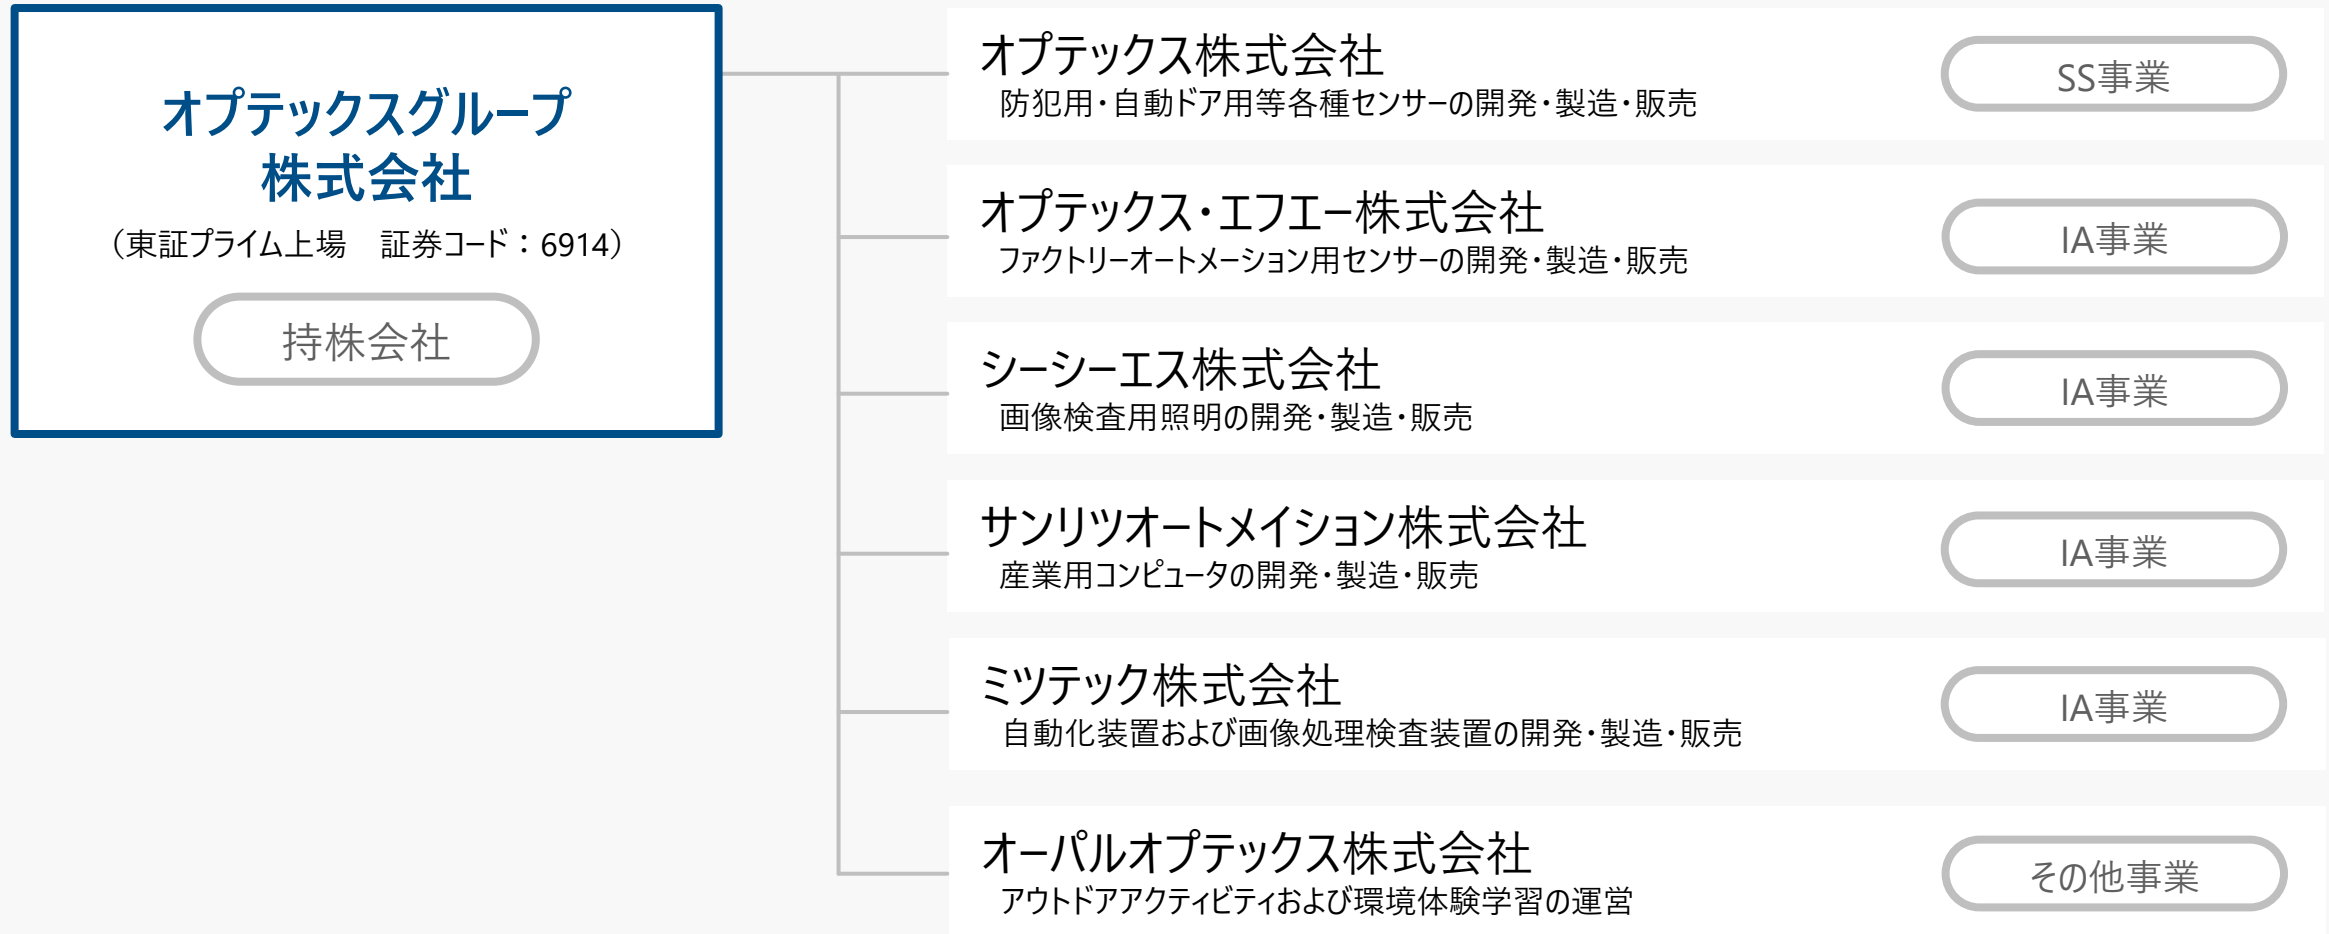 オプテックスグループ
株式会社
（東証プライム上場　証券コード：6914）
持株会社
オプテックス株式会社
防犯用・自動ドア用等各種センサーの開発・製造・販売
SS事業
オプテックス・エフエー株式会社
ファクトリーオートメーション用センサーの開発・製造・販売
IA事業
シーシーエス株式会社
画像検査用照明の開発・製造・販売
IA事業
サンリツオートメイション株式会社
産業用コンピュータの開発・製造・販売
IA事業
ミツテック株式会社
自動化装置および画像処理検査装置の開発・製造・販売
IA事業
オーパルオプテックス株式会社
アウトドアアクティビティおよび環境体験学習の運営
その他事業